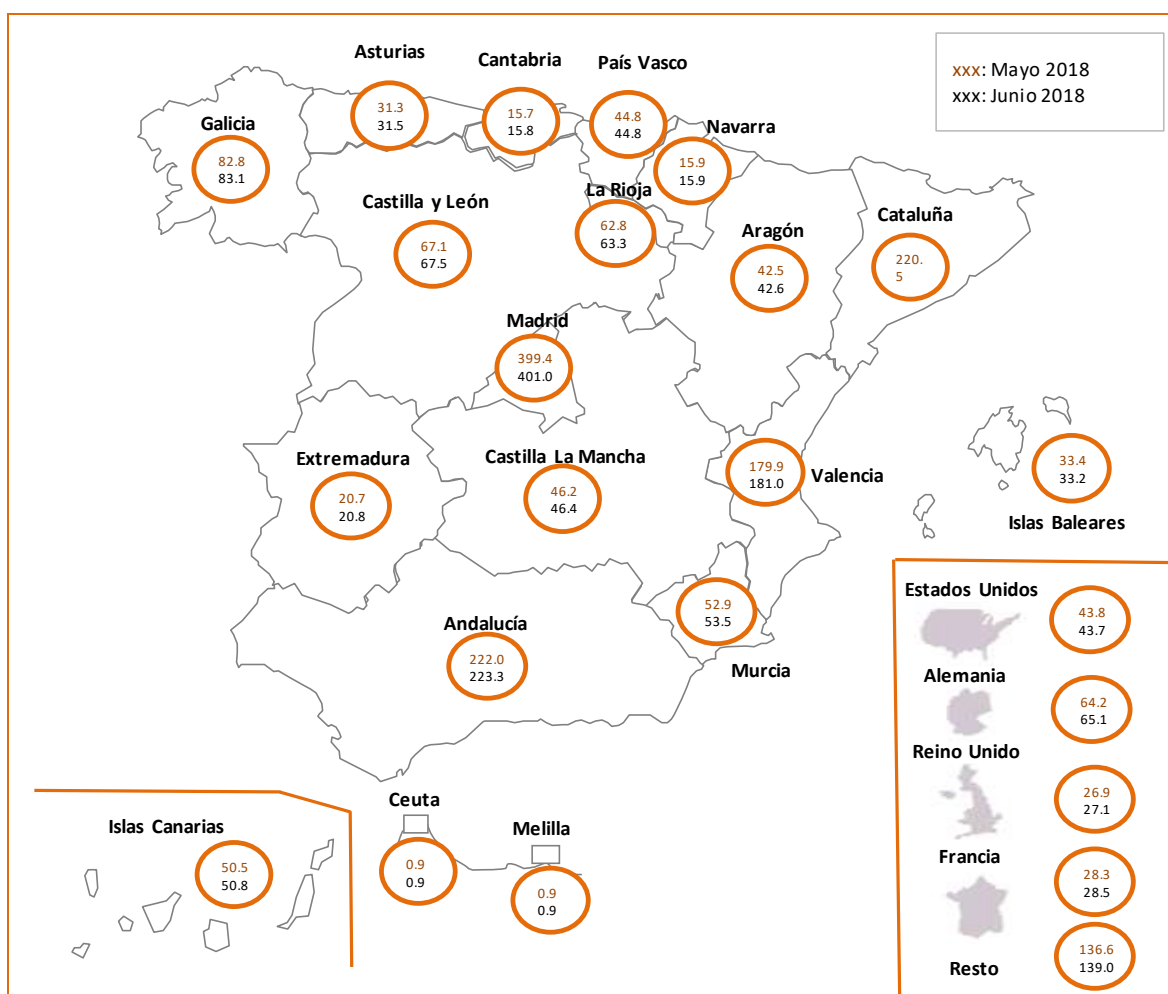 xxx: Mayo 2018
xxx: Junio 2018
Asturias
31.3
31.5
Cantabria
15.7
15.8
País Vasco
44.8
44.8
Navarra
15.9
15.9
Galicia
82.8
83.1
Castilla y León
67.1
67.5
La Rioja
62.8
63.3
Aragón
42.5
42.6
Cataluña
220.
5
Madrid
399.4
401.0
Extremadura
20.7
20.8
Castilla La Mancha
46.2
46.4
179.9
181.0
Valencia
33.4
33.2
Islas Baleares
Andalucía
222.0
223.3
52.9
53.5
Murcia
Estados Unidos
43.8
43.7
Alemania
64.2
65.1
Reino Unido
26.9
27.1
Francia
28.3
28.5
Resto
136.6
139.0
Islas Canarias
50.5
50.8
Ceuta
0.9
0.9
Melilla
0.9
0.9